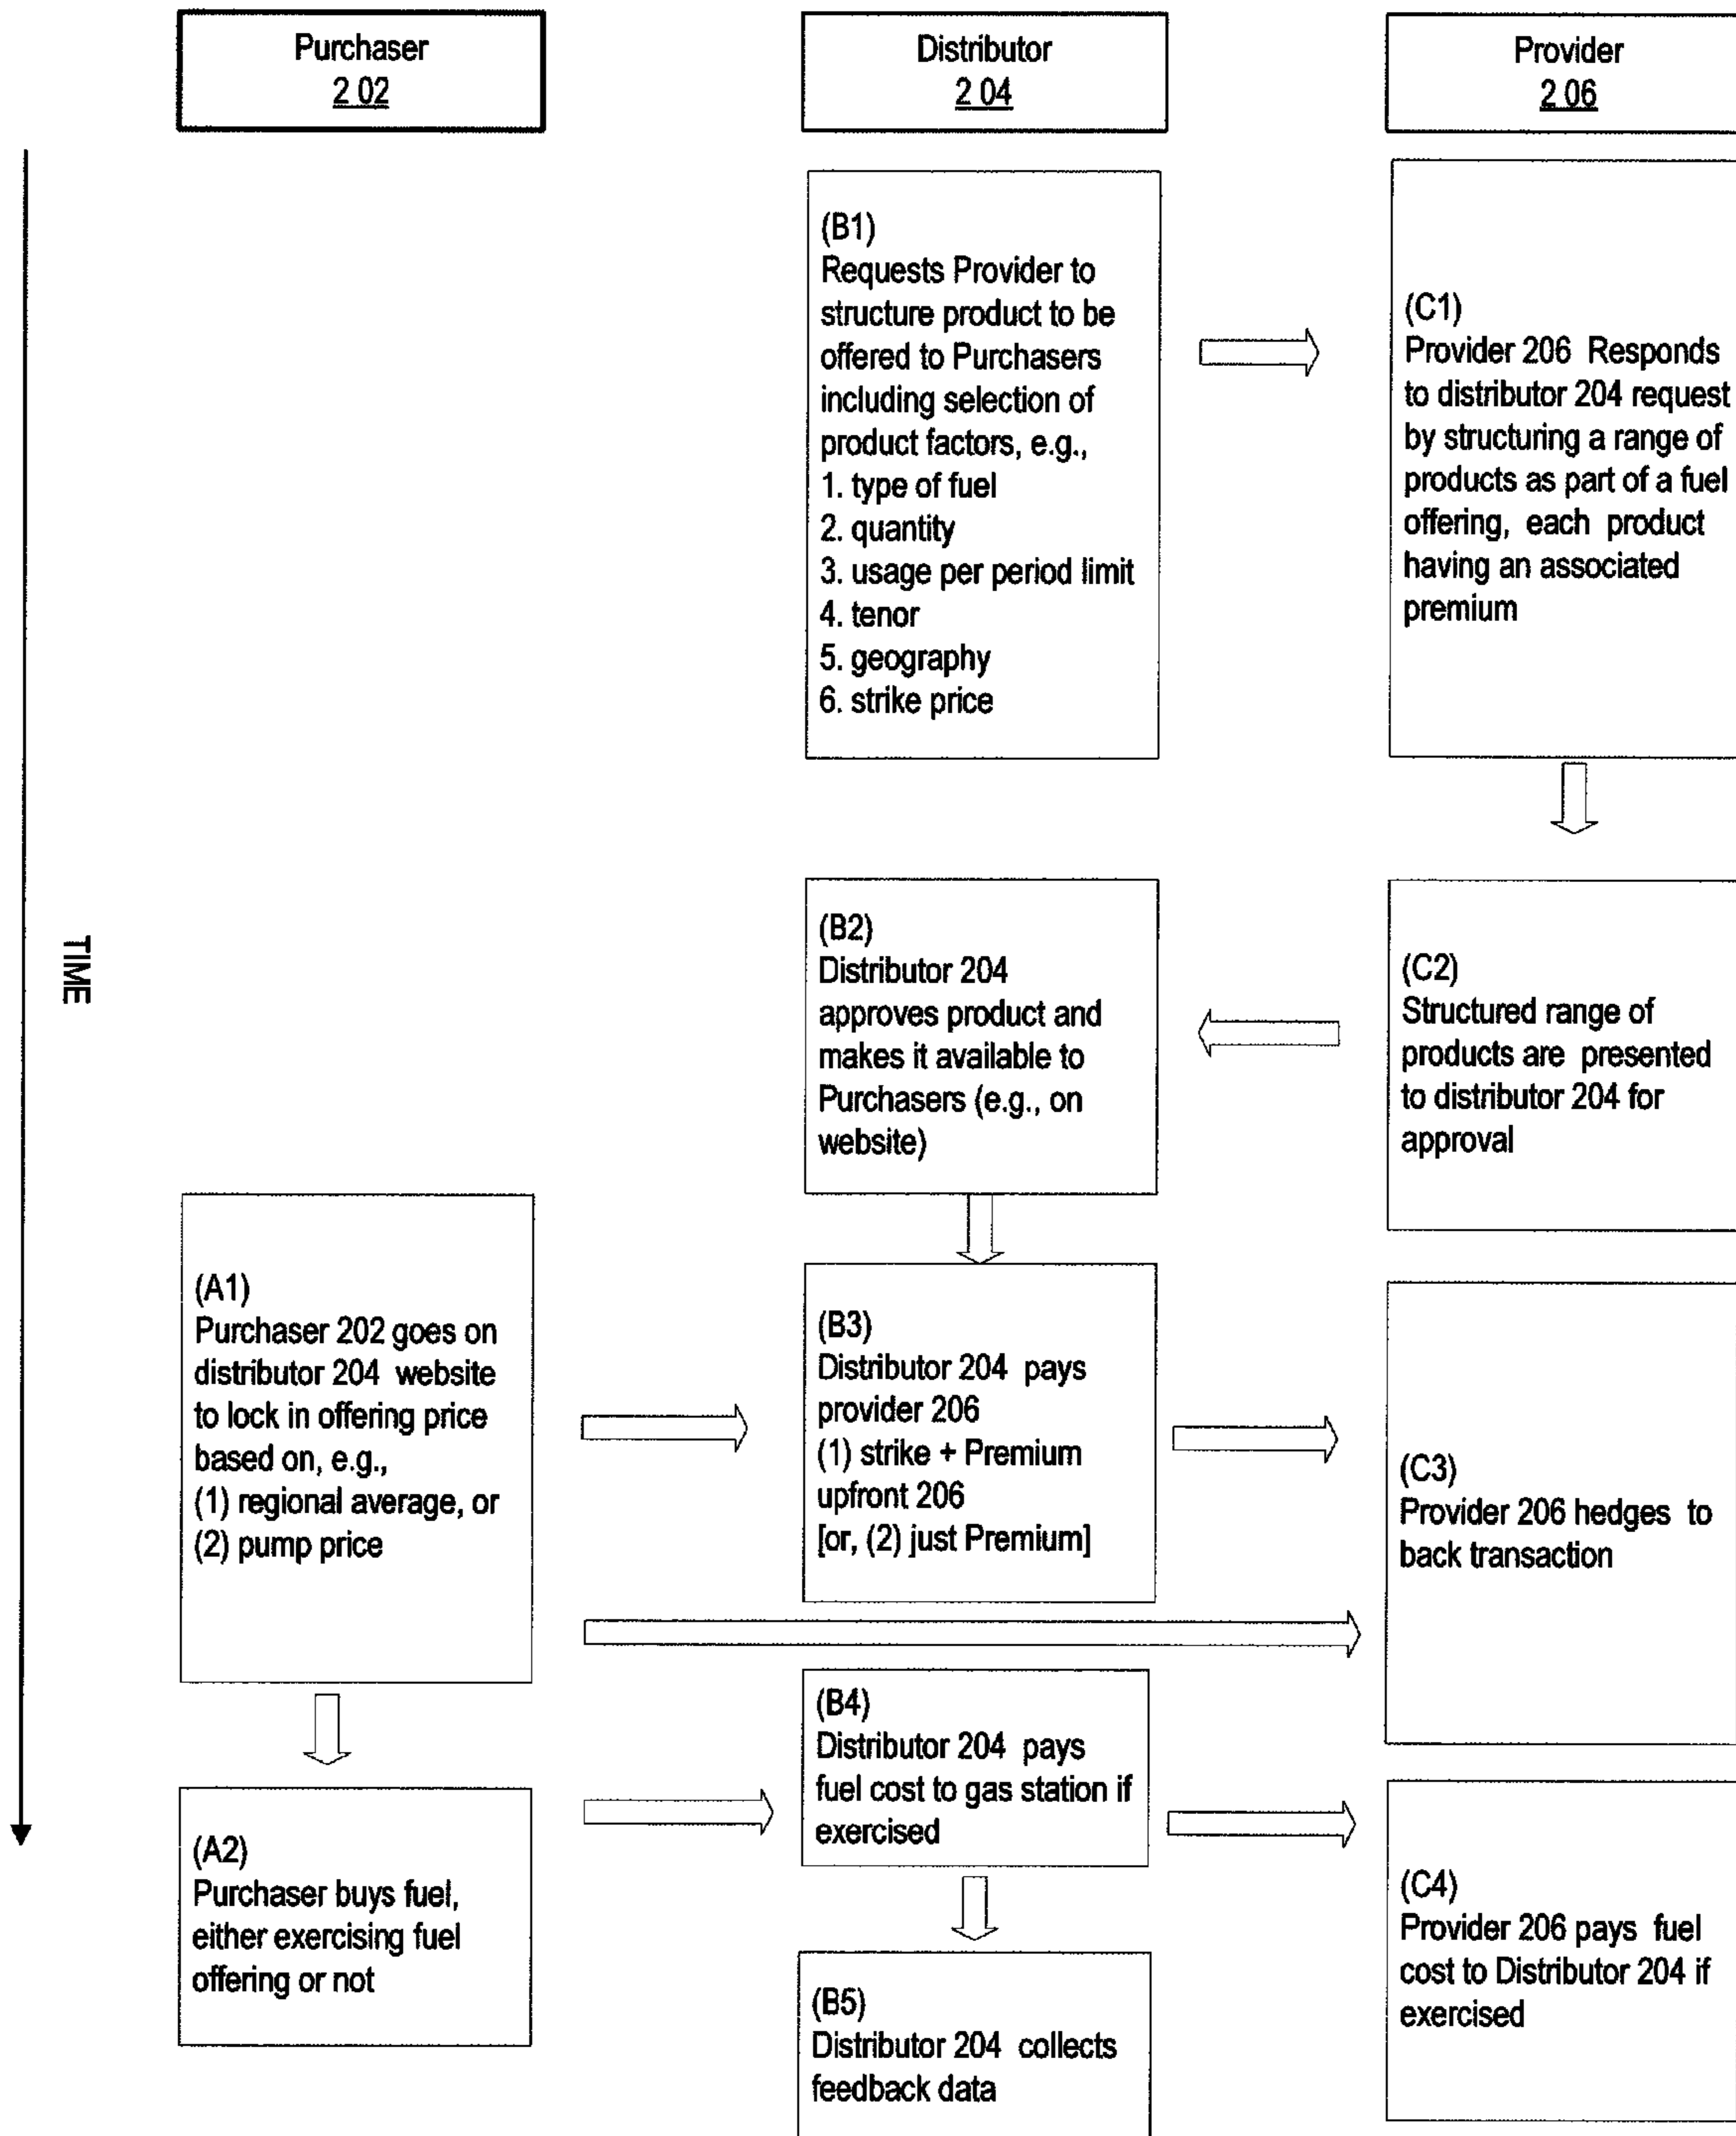 Purchaser
2 02
Distributor
2 04
Provider
2 06
(B1)
Requests Provider to
structure product to be
offered to Purchasers
including selection of
product factors, e.g.,
1. type of fuel
2. quantity
3. usage per period limit
4. tenor
5. geography
6. strike price
(C1)
Provider 206 Responds
to distributor 204 request
by structuring a range of
products as part of a fuel
offering, each product
having an associated
premium
TIME
(B2)
Distributor 204
approves product and
makes it available to
Purchasers (e.g., on
website)
(C2)
Structured range of
products are presented
to distributor 204 for
approval
(A1)
Purchaser 202 goes on
distributor 204 website
to lock in offering price
based on, e.g.,
(1) regional average, or
(2) pump price
(B3)
Distributor 204 pays
provider 206
(1) strike + Premium
upfront 206
[or, (2) just Premium]
(C3)
Provider 206 hedges to
back transaction
(B4)
Distributor 204 pays
fuel cost to gas station if
exercised
(A2)
Purchaser buys fuel,
either exercising fuel
offering or not
(C4)
Provider 206 pays fuel
cost to Distributor 204 if
exercised
(B5)
Distributor 204 collects
feedback data